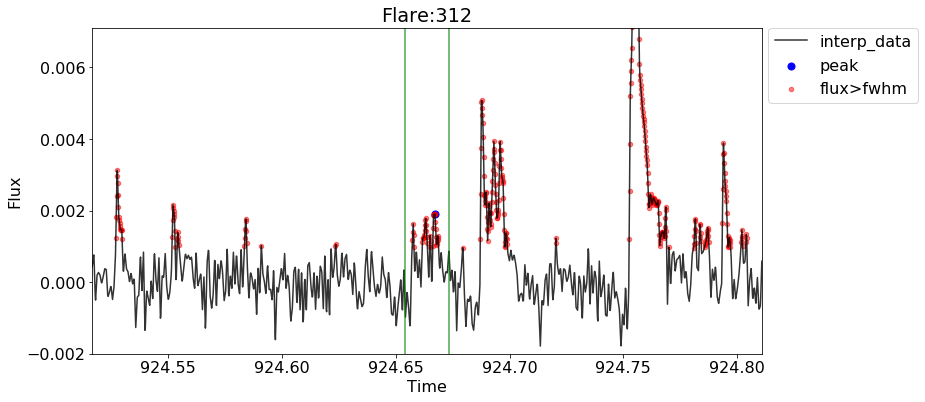 Flare:312
interp_data
peak
flux>fwhm
Flux
0.006
0.004
0.002
0.000
−0.002
924.55 924.60 924.65 924.70 924.75 924.80
Time